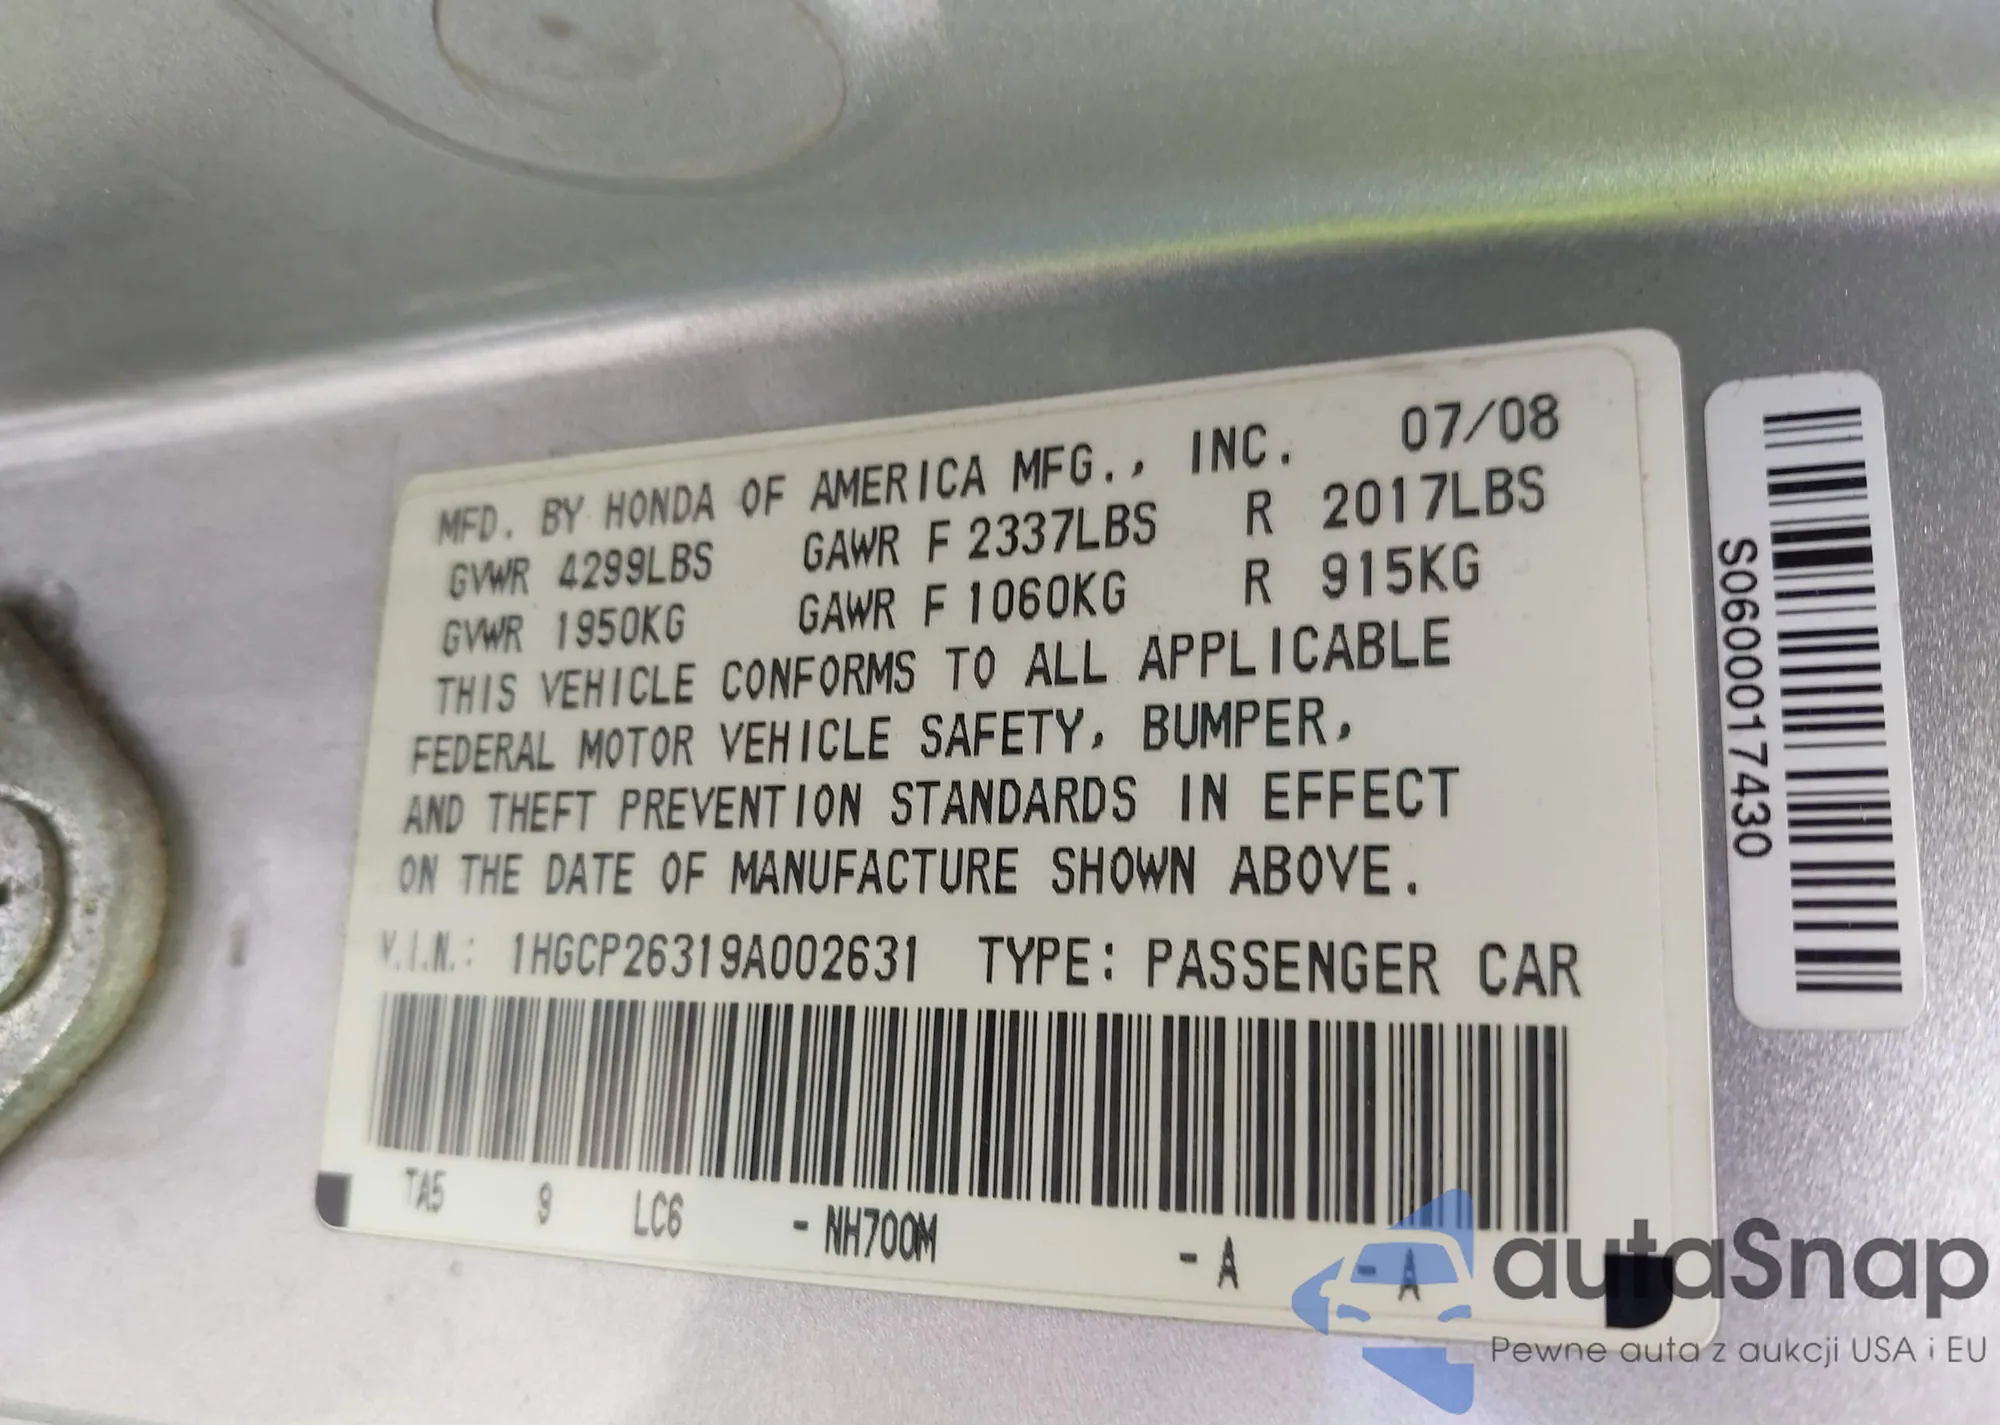 MFD. BY HONDA OF AMERICA MFG., INC. 07/08
GVWR 4299LBS GAWR F 2337LBS R 2017LBS
GVWR 1950KG GAWR F 1060KG R 915KG
THIS VEHICLE CONFORMS TO ALL APPLICABLE
FEDERAL MOTOR VEHICLE SAFETY, BUMPER,
AND THEFT PREVENTION STANDARDS IN EFFECT
ON THE DATE OF MANUFACTURE SHOWN ABOVE.
V.I.N.: 1HGCP26319A002631 TYPE: PASSENGER CAR
TA5 9 LC6 - NH700M - A - A
S0600017430
autaSnap
Pewne auta z aukcji USA i EU